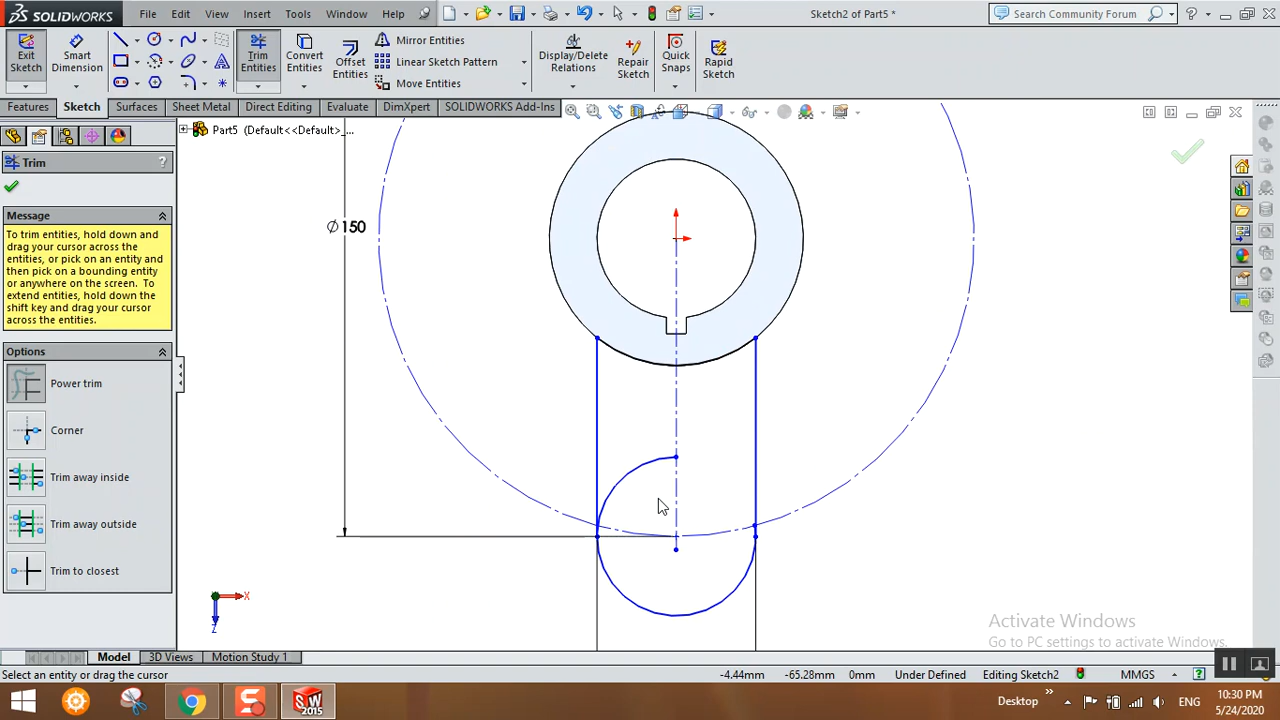 SOLIDWORKS
File
Edit
View
Insert
Tools
Window
Help
Sketch2 of Part5 *
Search Community Forum
Exit Sketch
Smart Dimension
Trim Entities
Convert Entities
Offset Entities
Mirror Entities
Linear Sketch Pattern
Move Entities
Display/Delete Relations
Repair Sketch
Quick Snaps
Rapid Sketch
Features
Sketch
Surfaces
Sheet Metal
Direct Editing
Evaluate
DimXpert
SOLIDWORKS Add-Ins
Part5 (Default<<Default>_...
Trim
?
Message
To trim entities, hold down and
drag your cursor across the
entities, or pick on an entity and
then pick on a bounding entity
or anywhere on the screen. To
extend entities, hold down the
shift key and drag your cursor
across the entities.
Options
Power trim
Corner
Trim away inside
Trim away outside
Trim to closest
∅150
X
Z
Activate Windows
Go to PC settings to activate Windows.
Model
3D Views
Motion Study 1
Select an entity or drag the cursor
-4.44mm
-65.28mm
0mm
Under Defined
Editing Sketch2
MMGS
Desktop
ENG
10:30 PM
5/24/2020
SW
2015